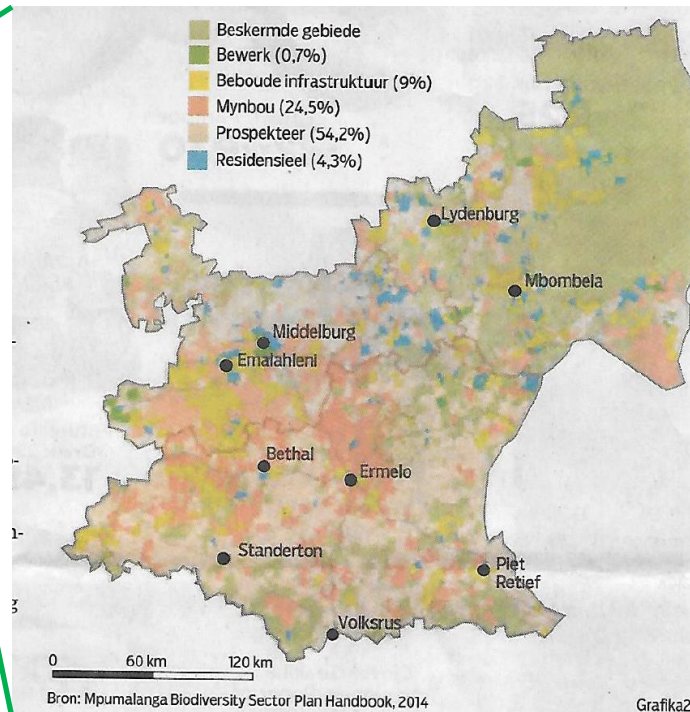 Beskermde gebiede
Bewerk (0,7%)
Beboude infrastruktuur (9%)
Mynbou (24,5%)
Prospekteer (54,2%)
Residensieel (4,3%)
Lydenburg
Mbombela
Middelburg
Emalahleni
Bethal
Ermelo
Standerton
Piet
Retief
Volksrus
0 60 km 120 km
Bron: Mpumalanga Biodiversity Sector Plan Handbook, 2014
Grafika2